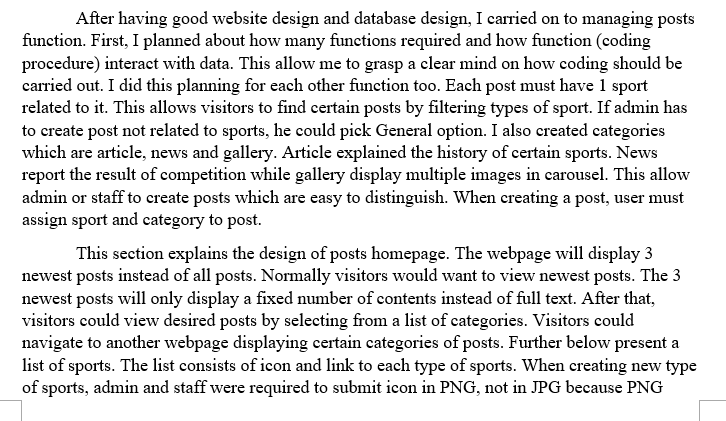 After having good website design and database design, I carried on to managing posts
function. First, I planned about how many functions required and how function (coding
procedure) interact with data. This allow me to grasp a clear mind on how coding should be
carried out. I did this planning for each other function too. Each post must have 1 sport
related to it. This allows visitors to find certain posts by filtering types of sport. If admin has
to create post not related to sports, he could pick General option. I also created categories
which are article, news and gallery. Article explained the history of certain sports. News
report the result of competition while gallery display multiple images in carousel. This allow
admin or staff to create posts which are easy to distinguish. When creating a post, user must
assign sport and category to post.
This section explains the design of posts homepage. The webpage will display 3
newest posts instead of all posts. Normally visitors would want to view newest posts. The 3
newest posts will only display a fixed number of contents instead of full text. After that,
visitors could view desired posts by selecting from a list of categories. Visitors could
navigate to another webpage displaying certain categories of posts. Further below present a
list of sports. The list consists of icon and link to each type of sports. When creating new type
of sports, admin and staff were required to submit icon in PNG, not in JPG because PNG